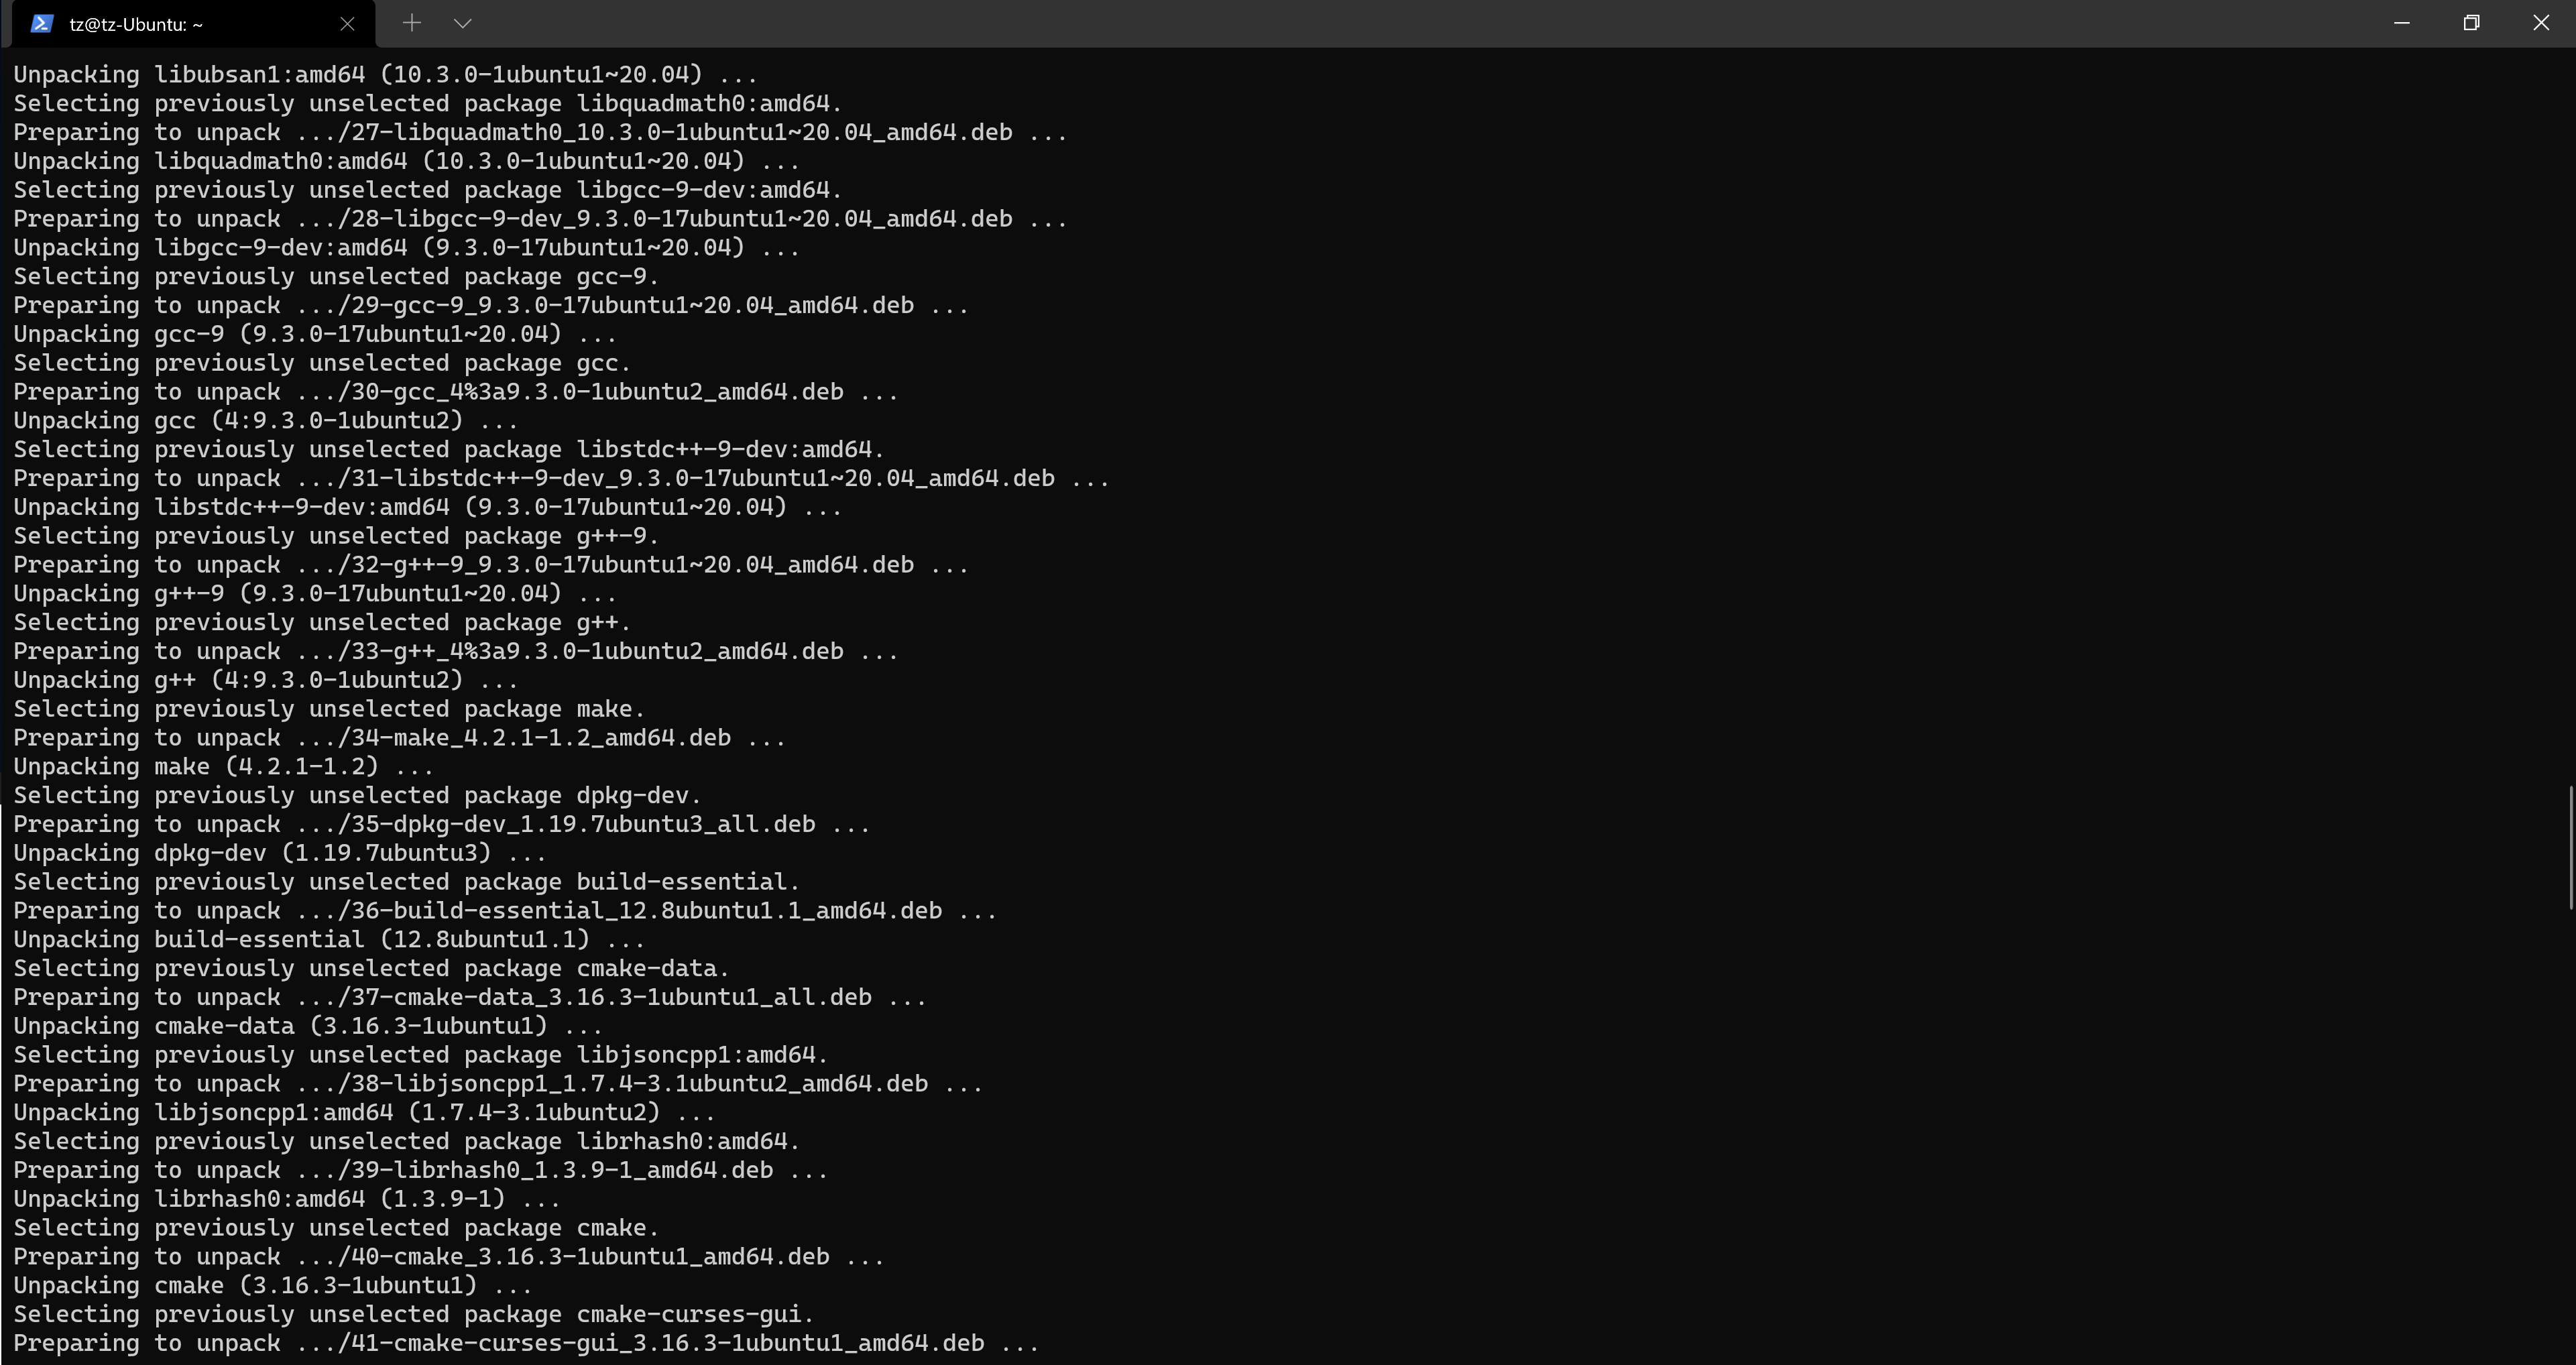 tz@tz-Ubuntu: ~
Unpacking libubsan1:amd64 (10.3.0-1ubuntu1~20.04) ...
Selecting previously unselected package libquadmath0:amd64.
Preparing to unpack .../27-libquadmath0_10.3.0-1ubuntu1~20.04_amd64.deb ...
Unpacking libquadmath0:amd64 (10.3.0-1ubuntu1~20.04) ...
Selecting previously unselected package libgcc-9-dev:amd64.
Preparing to unpack .../28-libgcc-9-dev_9.3.0-17ubuntu1~20.04_amd64.deb ...
Unpacking libgcc-9-dev:amd64 (9.3.0-17ubuntu1~20.04) ...
Selecting previously unselected package gcc-9.
Preparing to unpack .../29-gcc-9_9.3.0-17ubuntu1~20.04_amd64.deb ...
Unpacking gcc-9 (9.3.0-17ubuntu1~20.04) ...
Selecting previously unselected package gcc.
Preparing to unpack .../30-gcc_4%3a9.3.0-1ubuntu2_amd64.deb ...
Unpacking gcc (4:9.3.0-1ubuntu2) ...
Selecting previously unselected package libstdc++-9-dev:amd64.
Preparing to unpack .../31-libstdc++-9-dev_9.3.0-17ubuntu1~20.04_amd64.deb ...
Unpacking libstdc++-9-dev:amd64 (9.3.0-17ubuntu1~20.04) ...
Selecting previously unselected package g++-9.
Preparing to unpack .../32-g++-9_9.3.0-17ubuntu1~20.04_amd64.deb ...
Unpacking g++-9 (9.3.0-17ubuntu1~20.04) ...
Selecting previously unselected package g++.
Preparing to unpack .../33-g++_4%3a9.3.0-1ubuntu2_amd64.deb ...
Unpacking g++ (4:9.3.0-1ubuntu2) ...
Selecting previously unselected package make.
Preparing to unpack .../34-make_4.2.1-1.2_amd64.deb ...
Unpacking make (4.2.1-1.2) ...
Selecting previously unselected package dpkg-dev.
Preparing to unpack .../35-dpkg-dev_1.19.7ubuntu3_all.deb ...
Unpacking dpkg-dev (1.19.7ubuntu3) ...
Selecting previously unselected package build-essential.
Preparing to unpack .../36-build-essential_12.8ubuntu1.1_amd64.deb ...
Unpacking build-essential (12.8ubuntu1.1) ...
Selecting previously unselected package cmake-data.
Preparing to unpack .../37-cmake-data_3.16.3-1ubuntu1_all.deb ...
Unpacking cmake-data (3.16.3-1ubuntu1) ...
Selecting previously unselected package libjsoncpp1:amd64.
Preparing to unpack .../38-libjsoncpp1_1.7.4-3.1ubuntu2_amd64.deb ...
Unpacking libjsoncpp1:amd64 (1.7.4-3.1ubuntu2) ...
Selecting previously unselected package librhash0:amd64.
Preparing to unpack .../39-librhash0_1.3.9-1_amd64.deb ...
Unpacking librhash0:amd64 (1.3.9-1) ...
Selecting previously unselected package cmake.
Preparing to unpack .../40-cmake_3.16.3-1ubuntu1_amd64.deb ...
Unpacking cmake (3.16.3-1ubuntu1) ...
Selecting previously unselected package cmake-curses-gui.
Preparing to unpack .../41-cmake-curses-gui_3.16.3-1ubuntu1_amd64.deb ...